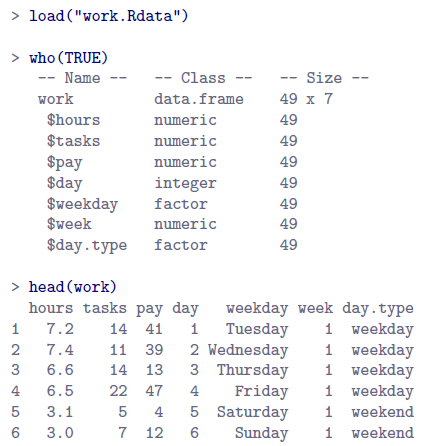 > load("work.Rdata")
> who(TRUE)
-- Name -- -- Class -- -- Size --
work data.frame 49 x 7
$hours numeric 49
$tasks numeric 49
$pay numeric 49
$day integer 49
$weekday factor 49
$week numeric 49
$day.type factor 49
> head(work)
hours tasks pay day weekday week day.type
1 7.2 14 41 1 Tuesday 1 weekday
2 7.4 11 39 2 Wednesday 1 weekday
3 6.6 14 13 3 Thursday 1 weekday
4 6.5 22 47 4 Friday 1 weekday
5 3.1 5 4 5 Saturday 1 weekend
6 3.0 7 12 6 Sunday 1 weekend